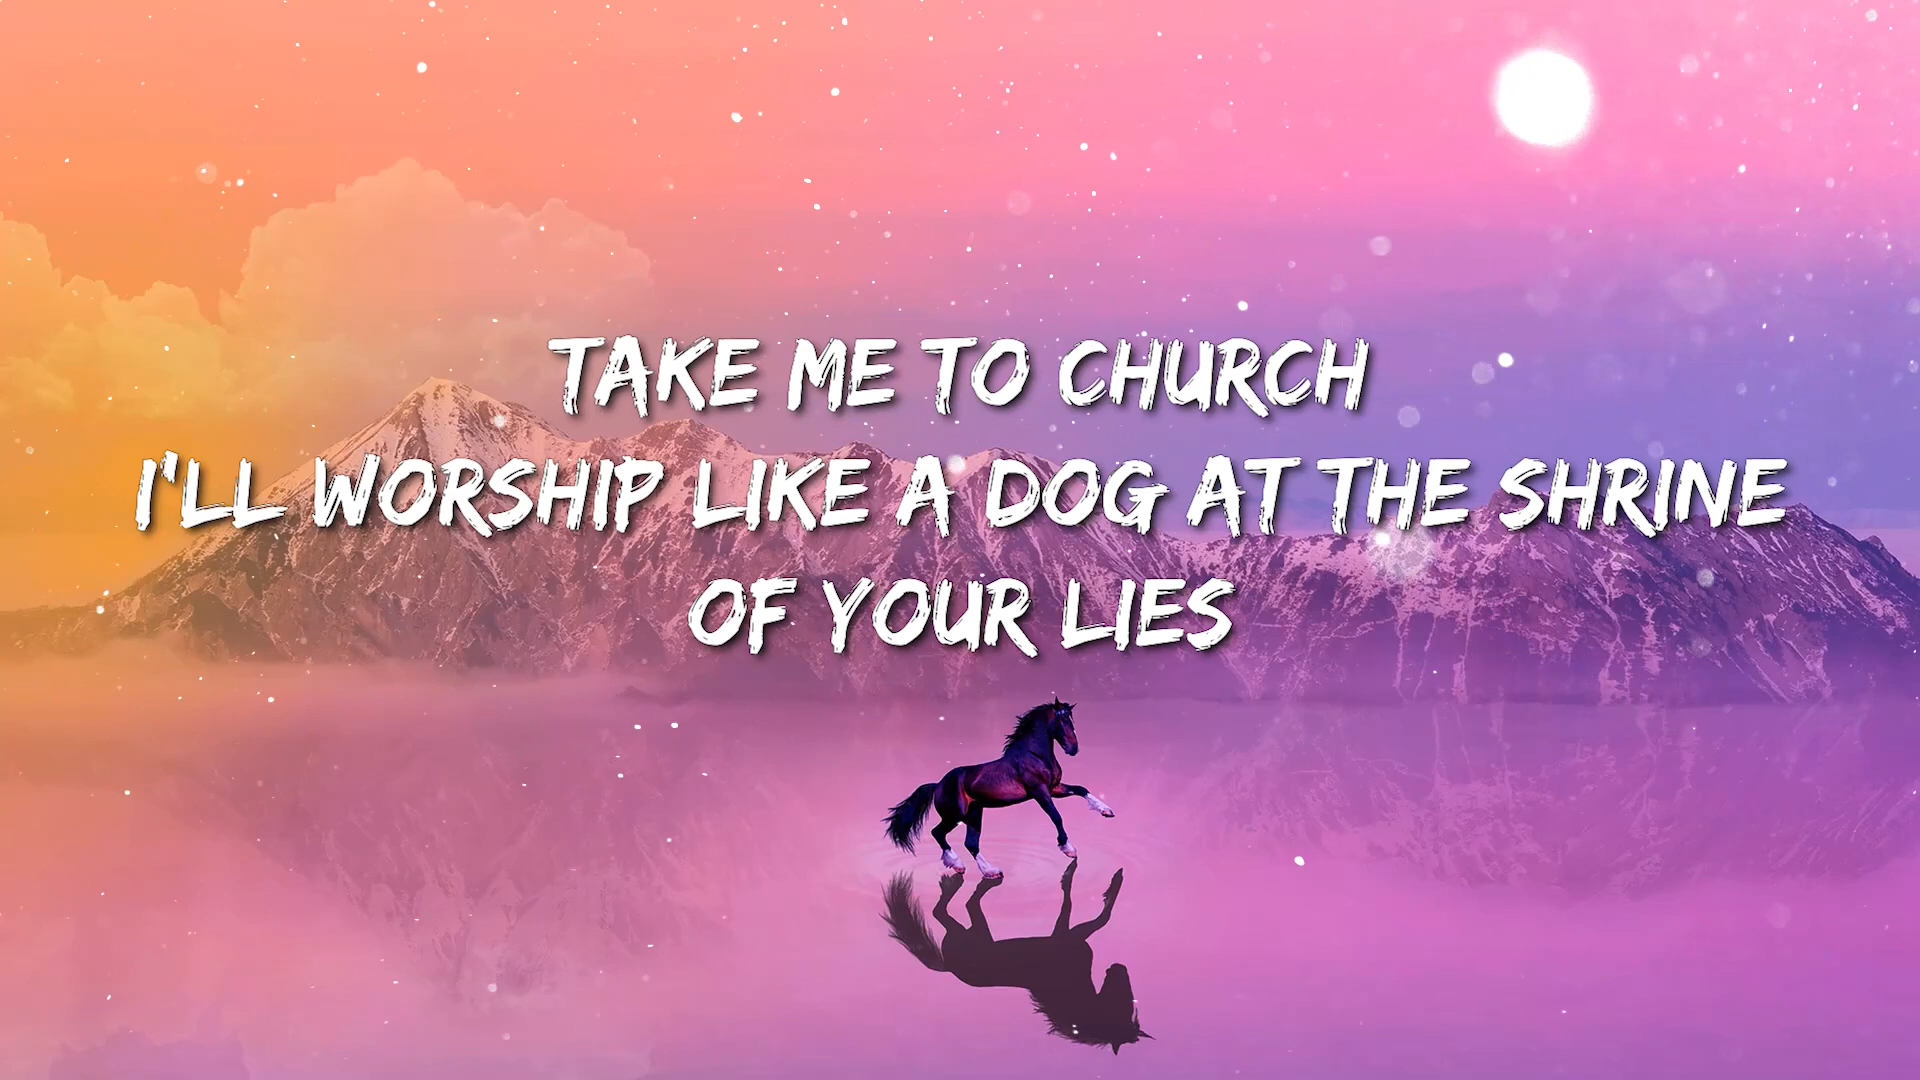 TAKE ME TO CHURCH
I'LL WORSHIP LIKE A DOG AT THE SHRINE
OF YOUR LIES